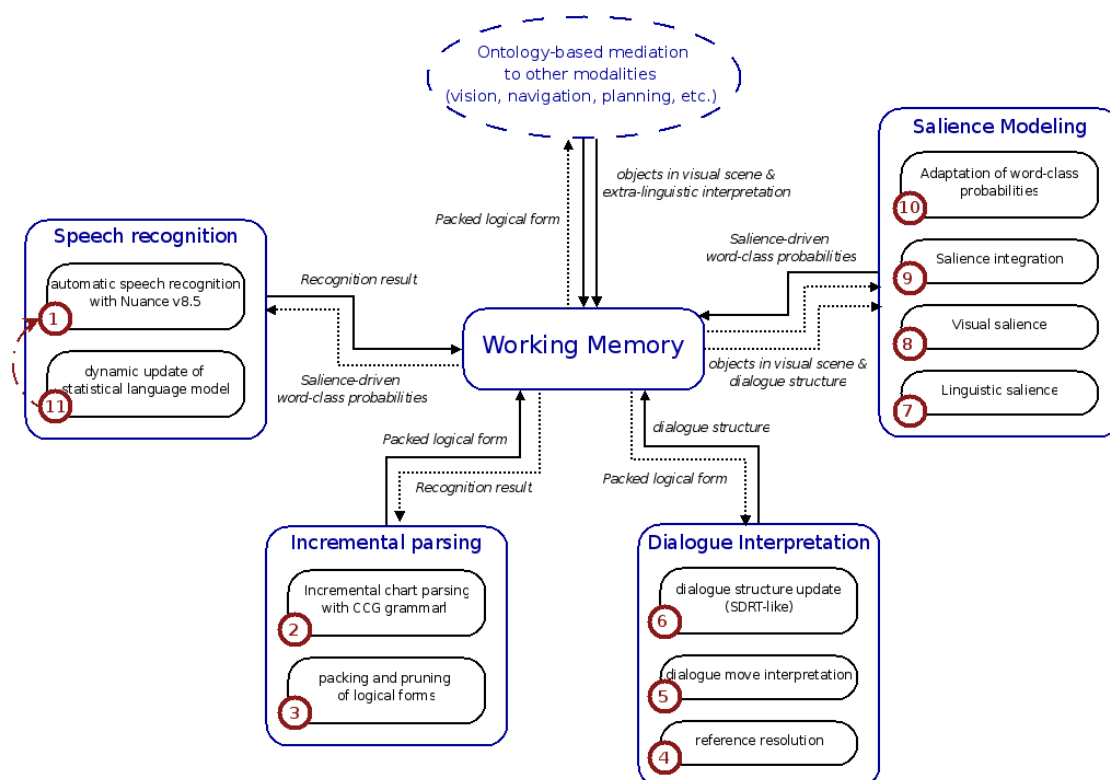 Ontology-based mediation
to other modalities
(vision, navigation, planning, etc.)
objects in visual scene &
extra-linguistic interpretation
Packed logical form
Salience Modeling
Adaptation of word-class
probabilities
10
Salience integration
9
Visual salience
8
Linguistic salience
7
Salience-driven
word-class probabilities
Speech recognition
automatic speech recognition
with Nuance v8.5
1
dynamic update of
statistical language model
11
Recognition result
Salience-driven
word-class probabilities
Working Memory
objects in visual scene &
dialogue structure
Packed logical form
Recognition result
dialogue structure
Packed logical form
Incremental parsing
Incremental chart parsing
with CCG grammarl
2
packing and pruning
of logical forms
3
Dialogue Interpretation
dialogue structure update
(SDRT-like)
6
dialogue move interpretation
5
reference resolution
4